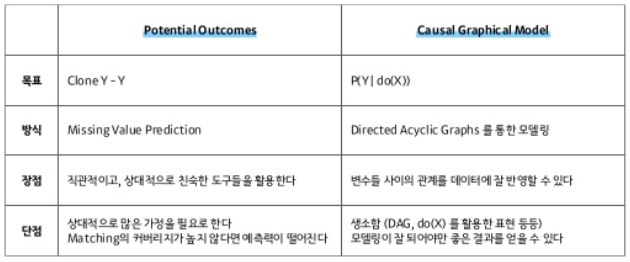 Potential Outcomes
Causal Graphical Model
목표
Clone Y - Y
P(Y| do(X))
방식
Missing Value Prediction
Directed Acyclic Graphs 를 통한 모델링
장점
직관적이고, 상대적으로 친숙한 도구들을 활용한다
변수들 사이의 관계를 데이터에 잘 반영할 수 있다
단점
상대적으로 많은 가정을 필요로 한다
Matching의 커버리지가 높지 않다면 예측력이 떨어진다
생소함 (DAG, do(X) 를 활용한 표현 등등)
모델링이 잘 되어야만 좋은 결과를 얻을 수 있다